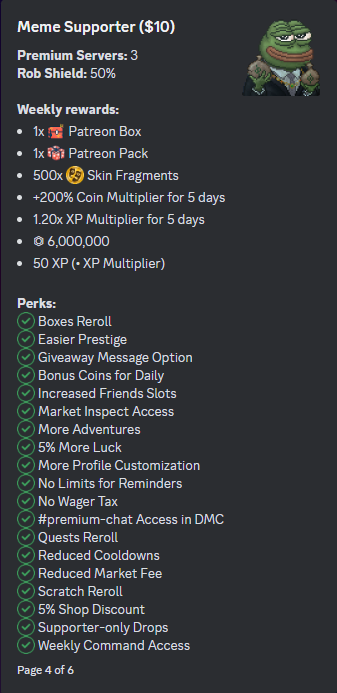 Meme Supporter ($10)
Premium Servers: 3
Rob Shield: 50%
Weekly rewards:
• 1x Patreon Box
• 1x Patreon Pack
• 500x Skin Fragments
• +200% Coin Multiplier for 5 days
• 1.20x XP Multiplier for 5 days
• 6,000,000
• 50 XP (• XP Multiplier)
Perks:
Boxes Reroll
Easier Prestige
Giveaway Message Option
Bonus Coins for Daily
Increased Friends Slots
Market Inspect Access
More Adventures
5% More Luck
More Profile Customization
No Limits for Reminders
No Wager Tax
#premium-chat Access in DMC
Quests Reroll
Reduced Cooldowns
Reduced Market Fee
Scratch Reroll
5% Shop Discount
Supporter-only Drops
Weekly Command Access
Page 4 of 6